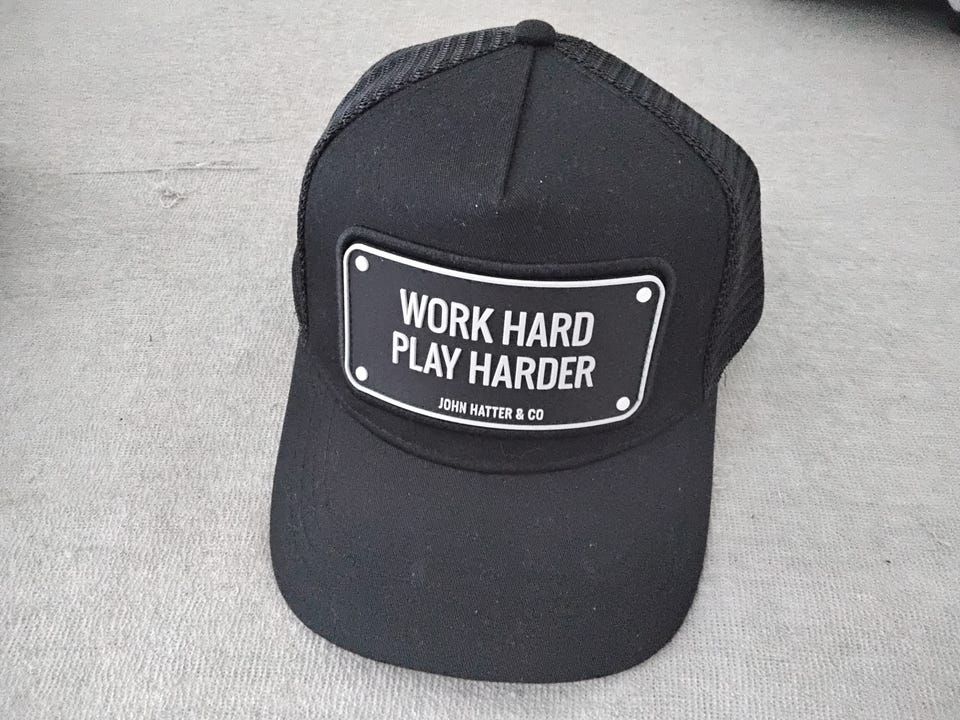 WORK HARD
PLAY HARDER
JOHN HATTER & CO